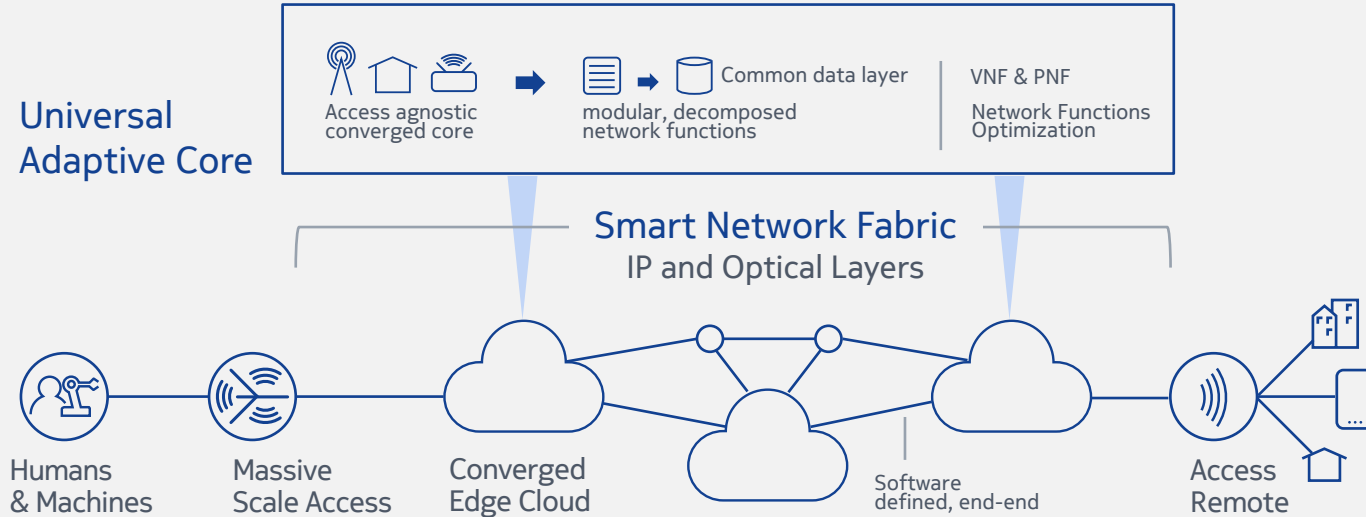 Universal
Adaptive Core
Access agnostic
converged core
Common data layer
modular, decomposed
network functions
VNF & PNF
Network Functions
Optimization
Smart Network Fabric
IP and Optical Layers
Humans
& Machines
Massive
Scale Access
Converged
Edge Cloud
Software
defined, end-end
Access
Remote
...